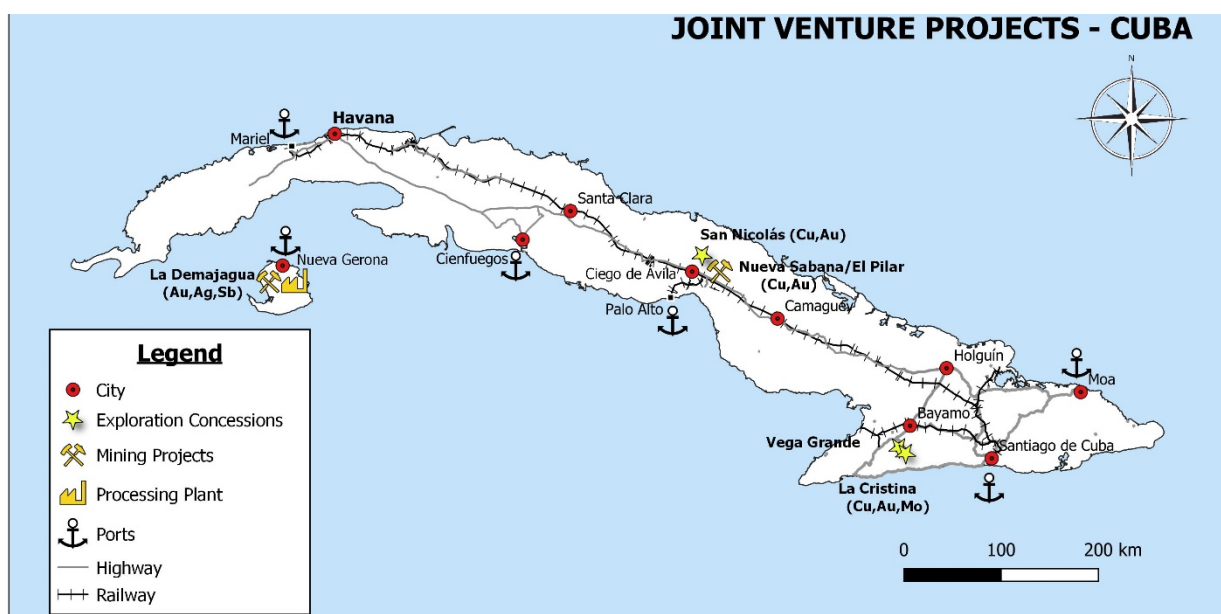 JOINT VENTURE PROJECTS - CUBA
N
Havana
Mariel
Santa Clara
San Nicolás (Cu,Au)
Nueva Gerona
Cienfuegos
Nueva Sabana/El Pilar
(Cu,Au)
La Demajagua
(Au,Ag,Sb)
Ciego de Ávila
Palo Alto
Camaguey
Holguín
Moa
Bayamo
Vega Grande
Santiago de Cuba
La Cristina
(Cu,Au,Mo)
Legend
City
Exploration Concessions
Mining Projects
Processing Plant
Ports
Highway
Railway
0 100 200 km